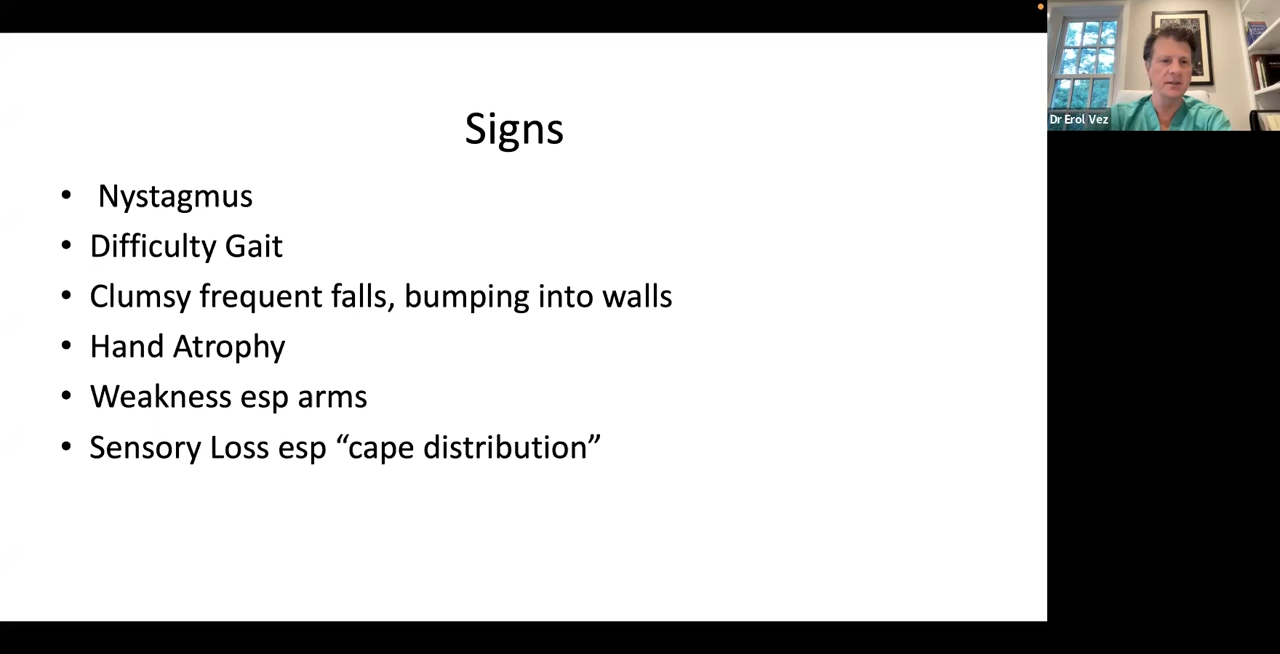 Signs
• Nystagmus
• Difficulty Gait
• Clumsy frequent falls, bumping into walls
• Hand Atrophy
• Weakness esp arms
• Sensory Loss esp “cape distribution”
Dr Erol Vez